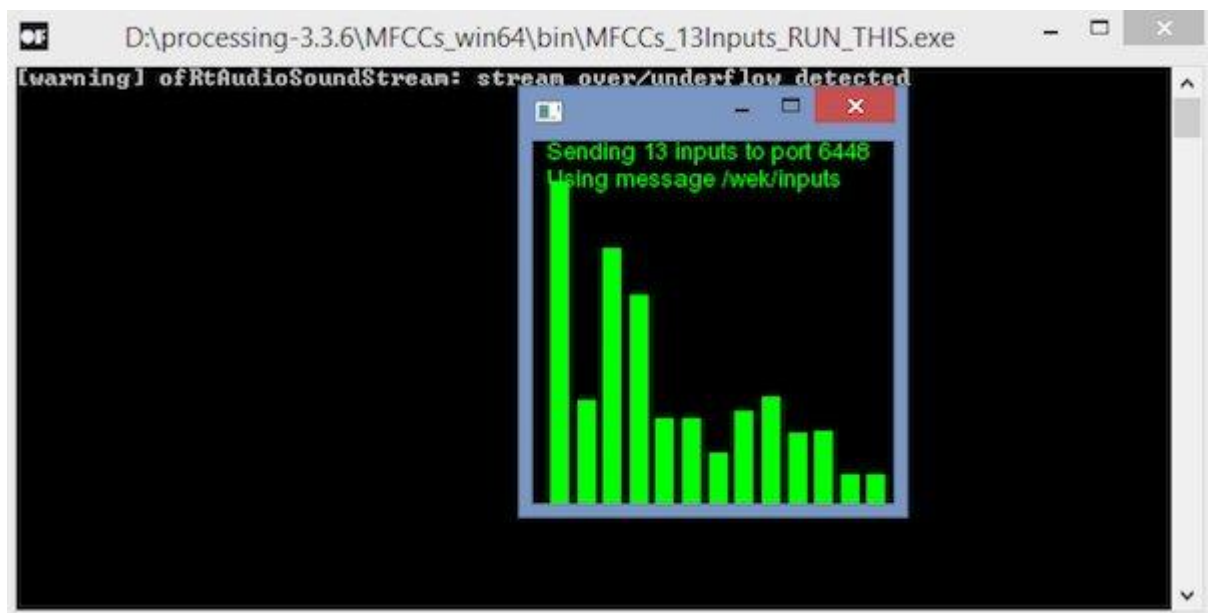 OF
D:\processing-3.3.6\MFCCs_win64\bin\MFCCs_13Inputs_RUN_THIS.exe
[warning] ofRtAudioSoundStream: stream over/underflow detected
Sending 13 inputs to port 6448
Using message /wek/inputs